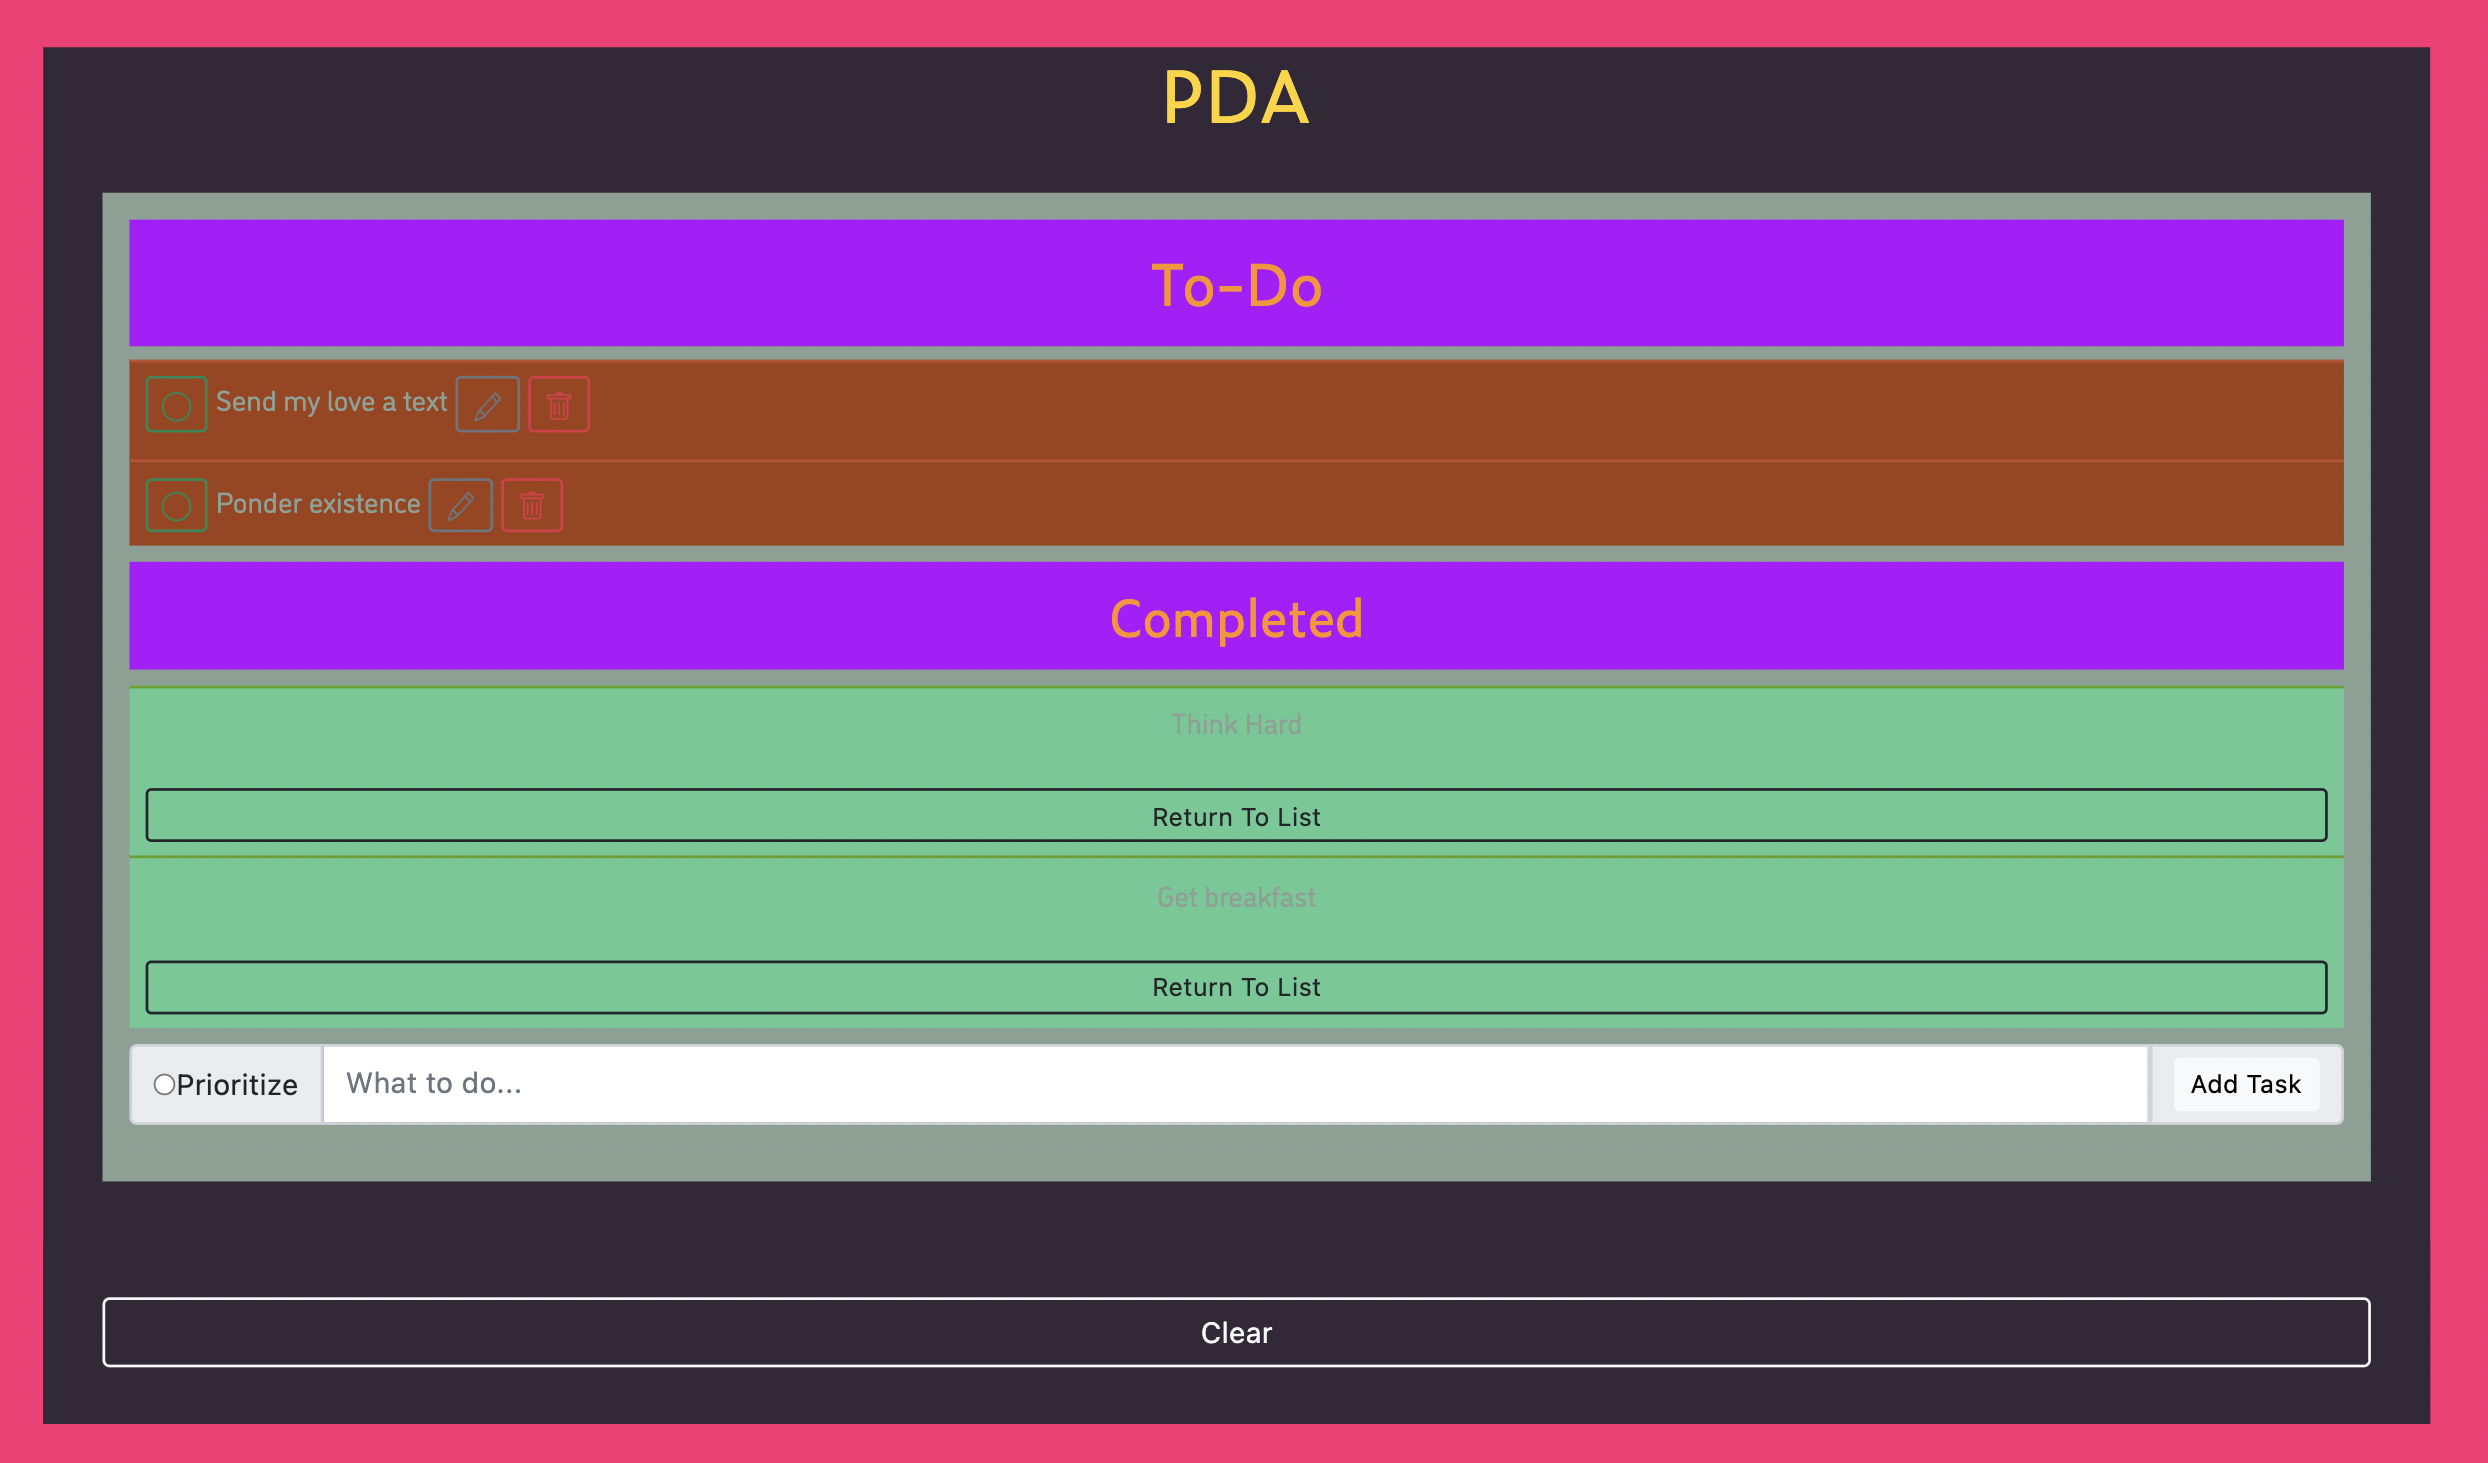 PDA
To-Do
Send my love a text
Ponder existence
Completed
Think Hard
Return To List
Get breakfast
Return To List
Prioritize What to do... Add Task
Clear